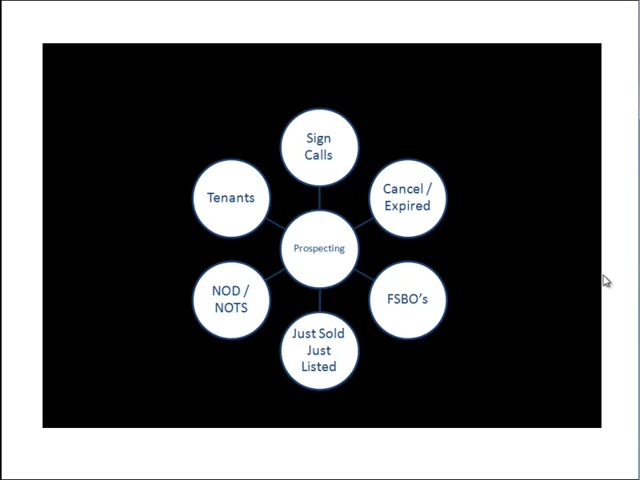 Sign
Calls
Cancel /
Expired
Tenants
Prospecting
NOD /
NOTS
FSBO's
Just Sold
Just
Listed